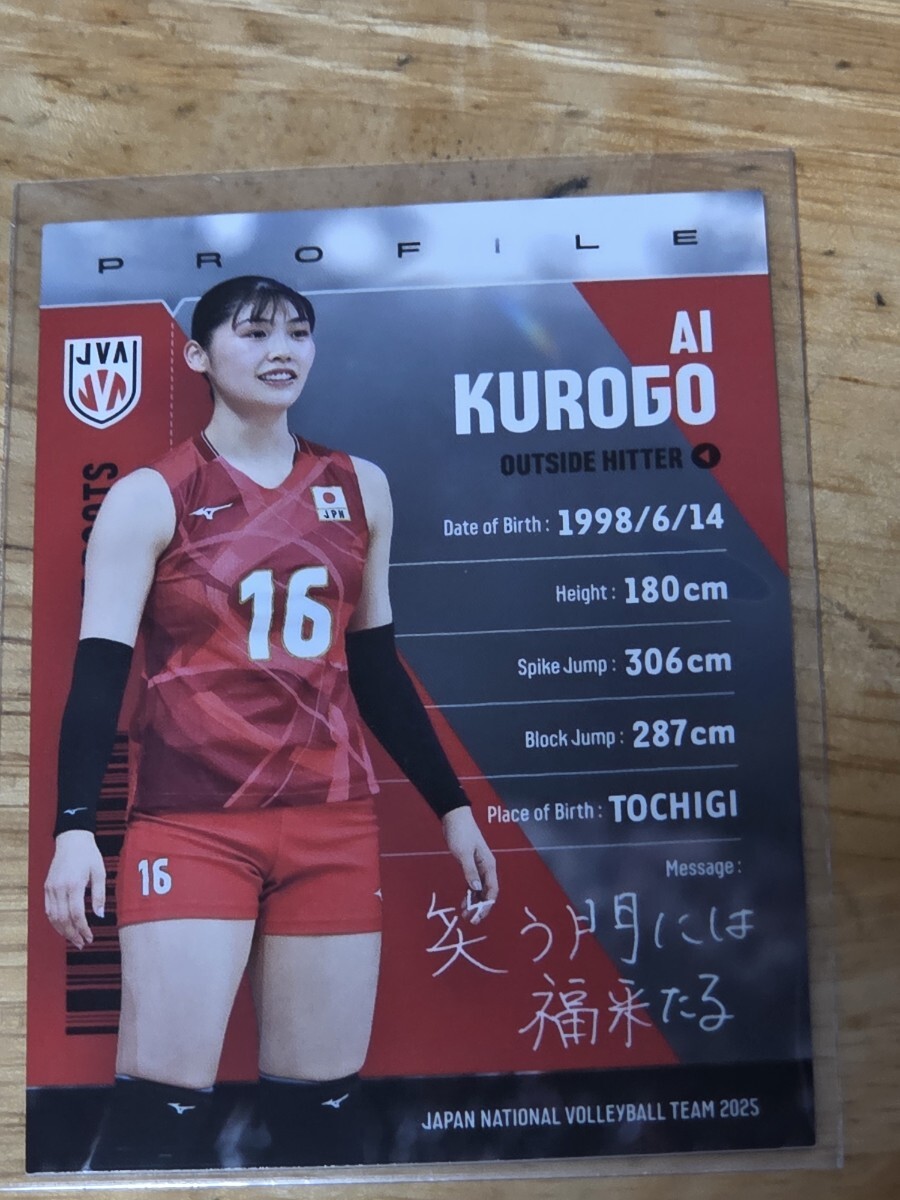 PROFILE
JVA
AI
KUROGO
OUTSIDE HITTER
Date of Birth : 1998/6/14
JPN
16
Height : 180cm
Spike Jump : 306cm
Block Jump : 287cm
Place of Birth : TOCHIGI
16
Message :
笑う門には
福来たる
JAPAN NATIONAL VOLLEYBALL TEAM 2025